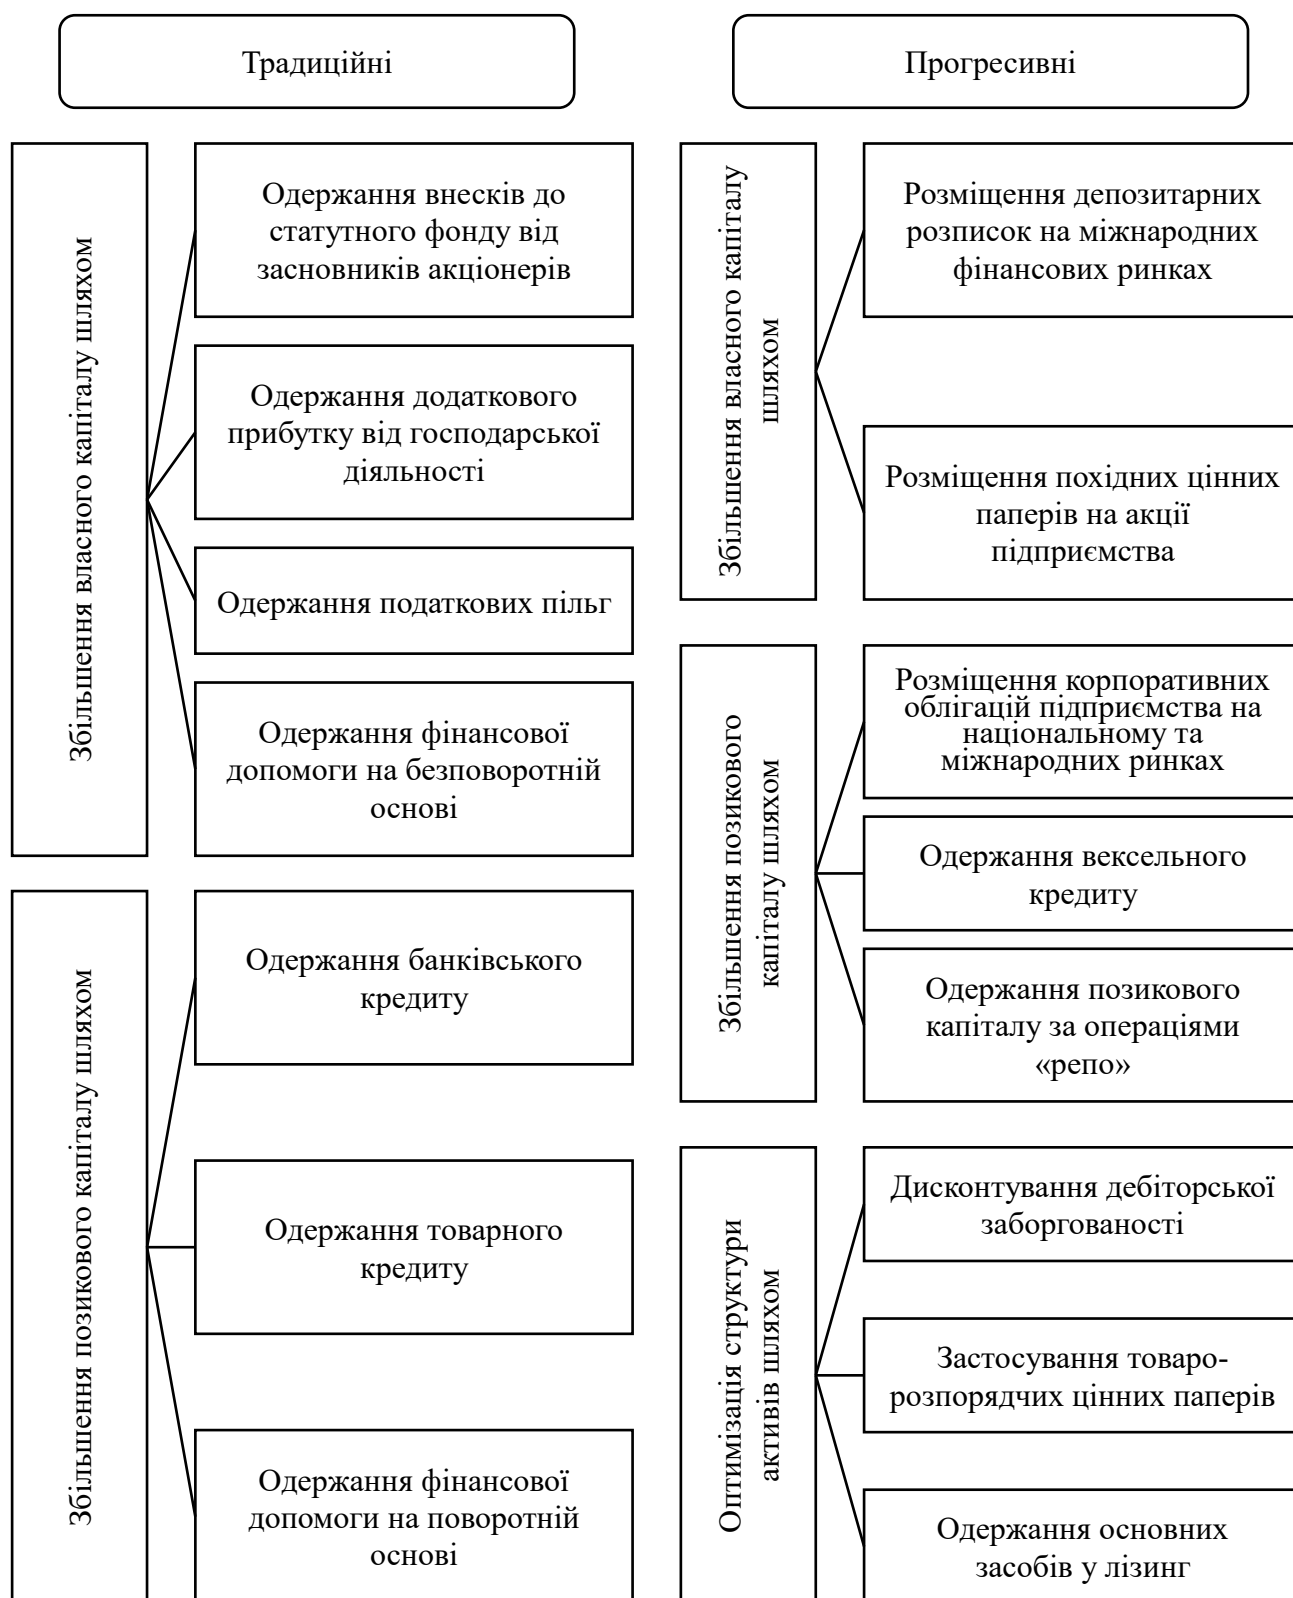 Традиційні
Збільшення власного капіталу шляхом
Одержання внесків до
статутного фонду від
засновників акціонерів
Одержання додаткового
прибутку від господарської
діяльності
Одержання податкових пільг
Одержання фінансової
допомоги на безповоротній
основі
Збільшення позикового капіталу шляхом
Одержання банківського
кредиту
Одержання товарного
кредиту
Одержання фінансової
допомоги на поворотній
основі
Прогресивні
Збільшення власного капіталу
шляхом
Розміщення депозитарних
розписок на міжнародних
фінансових ринках
Розміщення похідних цінних
паперів на акції
підприємства
Збільшення позикового
капіталу шляхом
Розміщення корпоративних
облігацій підприємства на
національному та
міжнародних ринках
Одержання вексельного
кредиту
Одержання позикового
капіталу за операціями
«репо»
Оптимізація структури
активів шляхом
Дисконтування дебіторської
заборгованості
Застосування товаро-
розпорядчих цінних паперів
Одержання основних
засобів у лізинг